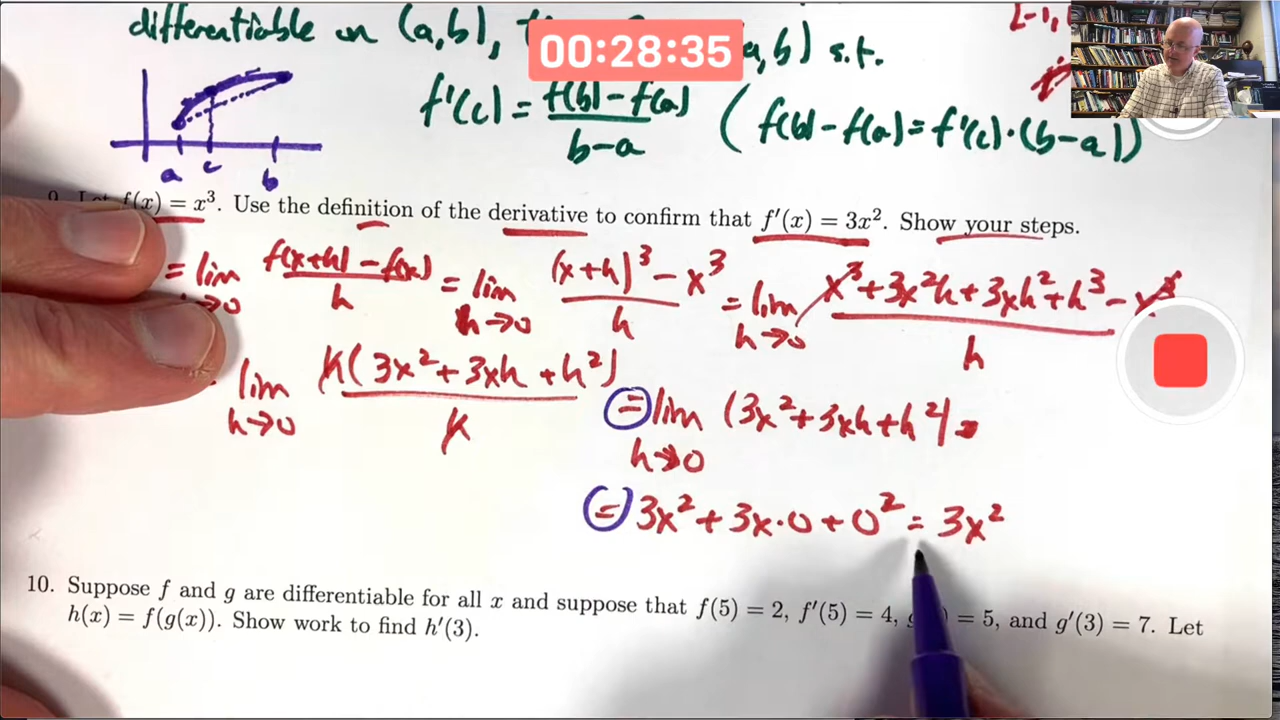 differentiable on (a,b), a,b) s.t.
00:28:35
[-1,
f'(c) = f(b) - f(a) / b-a ( f(b) - f(a) = f'(c)·(b-a) )
a c b
f(x) = x³. Use the definition of the derivative to confirm that f′(x) = 3x². Show your steps.
= lim h→0 f(x+h) - f(x) / h = lim h→0 (x+h)³ - x³ / h = lim h→0 x³+3x²h+3xh²+h³ - x³ / h
lim h→0 h(3x²+3xh+h²) / h
= lim h→0 (3x²+3xh+h²) =
= 3x² + 3x·0 + 0² = 3x²
10. Suppose f and g are differentiable for all x and suppose that f(5) = 2, f′(5) = 4, = 5, and g′(3) = 7. Let
h(x) = f(g(x)). Show work to find h′(3).